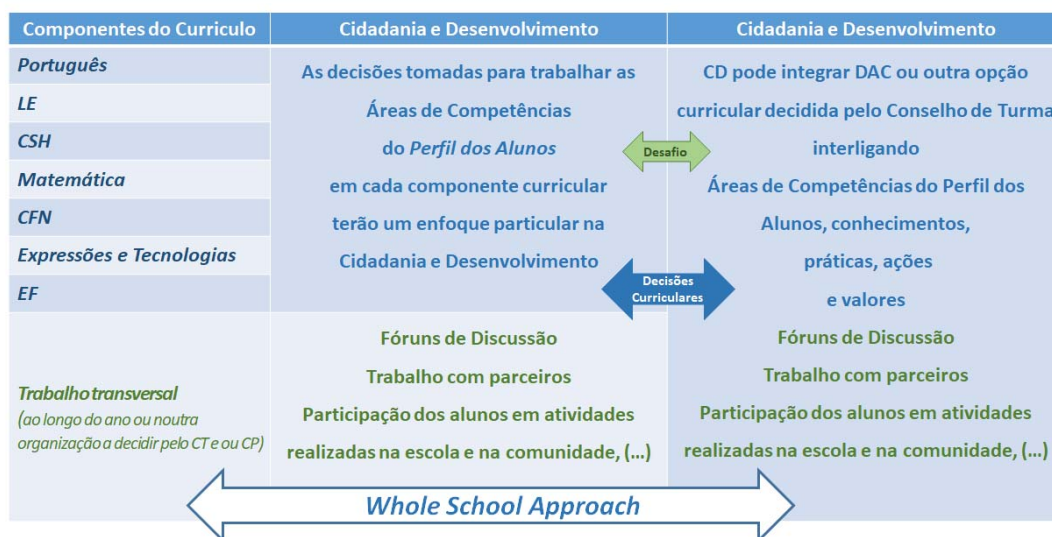 Componentes do Curriculo
Cidadania e Desenvolvimento
Cidadania e Desenvolvimento
Português
LE
CSH
Matemática
CFN
Expressões e Tecnologias
EF
As decisões tomadas para trabalhar as
Áreas de Competências
do Perfil dos Alunos
em cada componente curricular
terão um enfoque particular na
Cidadania e Desenvolvimento
Desafio
Decisões
Curriculares
CD pode integrar DAC ou outra opção
curricular decidida pelo Conselho de Turma
interligando
Áreas de Competências do Perfil dos
Alunos, conhecimentos,
práticas, ações
e valores
Trabalho transversal
(ao longo do ano ou noutra
organização a decidir pelo CT e ou CP)
Fóruns de Discussão
Trabalho com parceiros
Participação dos alunos em atividades
realizadas na escola e na comunidade, (...)
Fóruns de Discussão
Trabalho com parceiros
Participação dos alunos em atividades
realizadas na escola e na comunidade, (...)
Whole School Approach